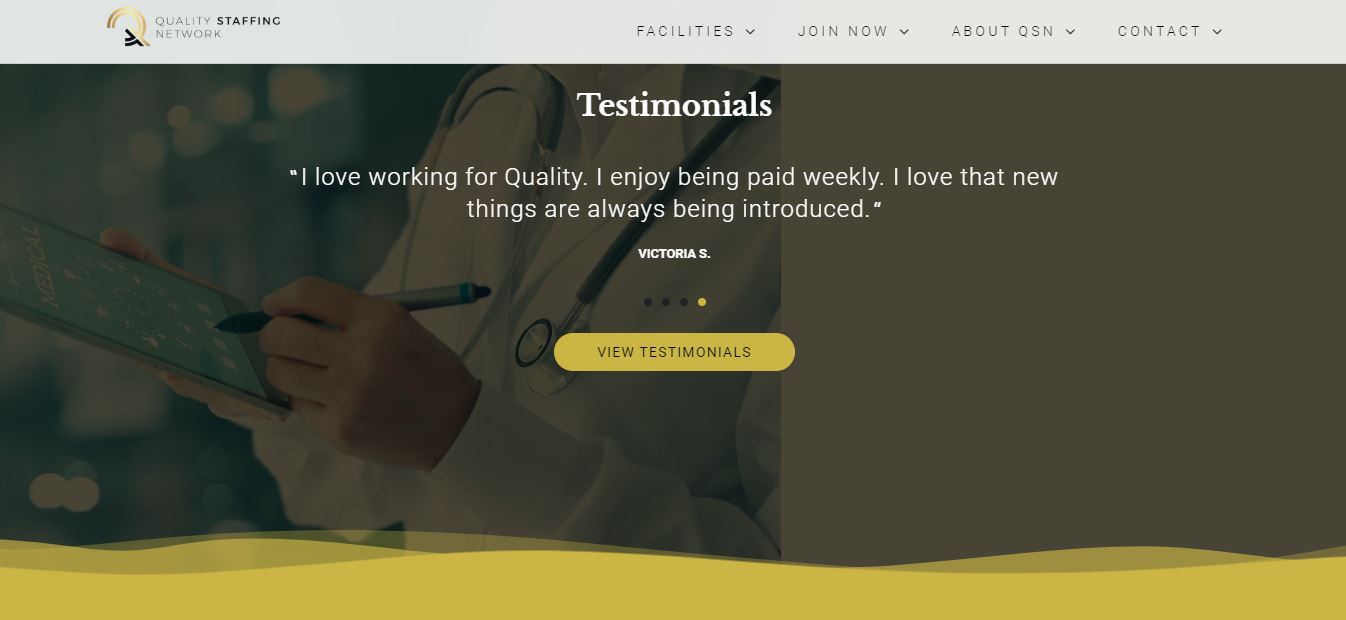 QUALITY STAFFING
NETWORK
FACILITIES
JOIN NOW
ABOUT QSN
CONTACT
Testimonials
"I love working for Quality. I enjoy being paid weekly. I love that new
things are always being introduced."
VICTORIA S.
MEDICAL
VIEW TESTIMONIALS